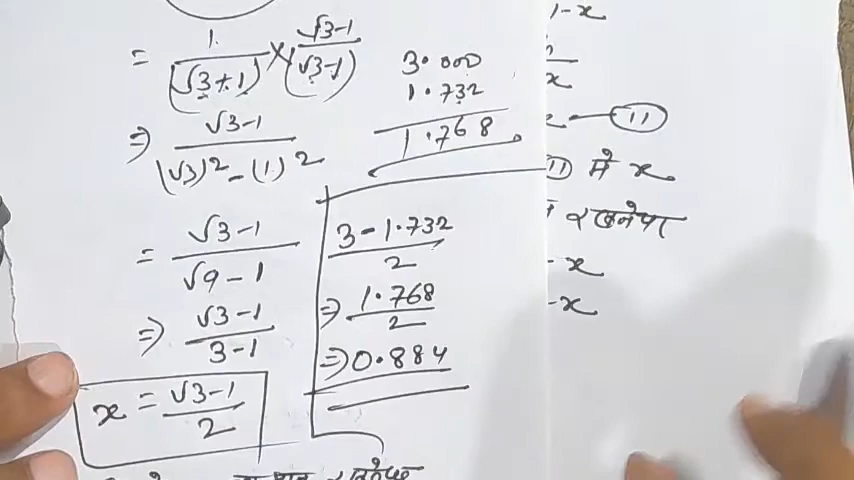 = 1/(√3+1) × (√3-1)/(√3-1)
⇒ (√3-1)/((√3)² - (1)²)
= (√3-1)/(√9-1)
⇒ (√3-1)/(3-1)
x = (√3-1)/2
3.000
1.732
1.768
(3-1.732)/2
⇒ 1.768/2
⇒ 0.884
1-x
x
(11)
(11) में x
रखनेपर
-x
-x